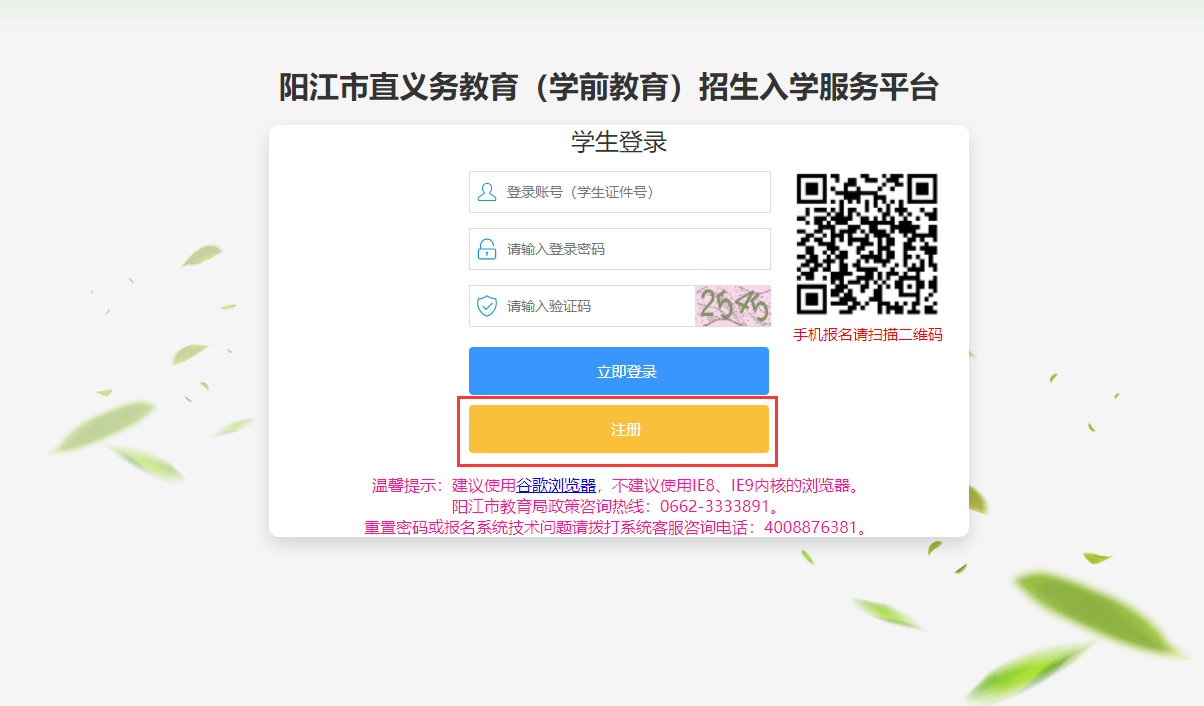 阳江市直义务教育（学前教育）招生入学服务平台
学生登录
登录账号（学生证件号）
请输入登录密码
请输入验证码
2545
手机报名请扫描二维码
立即登录
注册
温馨提示：建议使用谷歌浏览器，不建议使用IE8、IE9内核的浏览器。
阳江市教育局政策咨询热线：0662-3333891。
重置密码或报名系统技术问题请拨打系统客服咨询电话：4008876381。